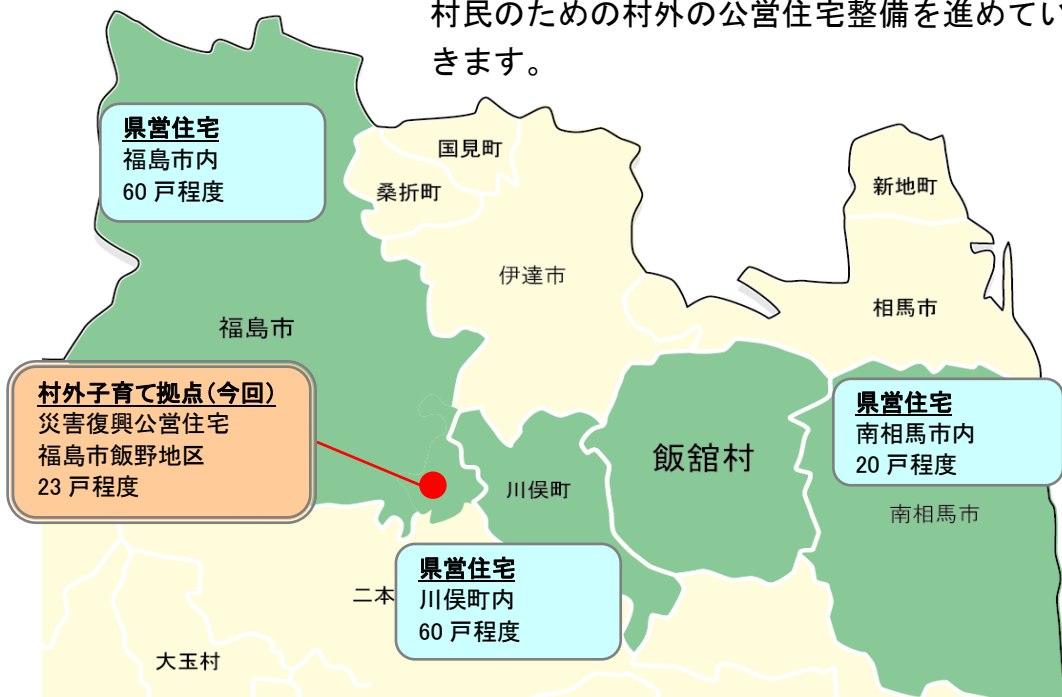 村民のための村外の公営住宅整備を進めてい
きます。
県営住宅
福島市内
60 戸程度
国見町
桑折町
新地町
伊達市
相馬市
福島市
村外子育て拠点(今回)
災害復興公営住宅
福島市飯野地区
23 戸程度
県営住宅
南相馬市内
20 戸程度
飯舘村
川俣町
南相馬市
県営住宅
川俣町内
60 戸程度
二本
大玉村